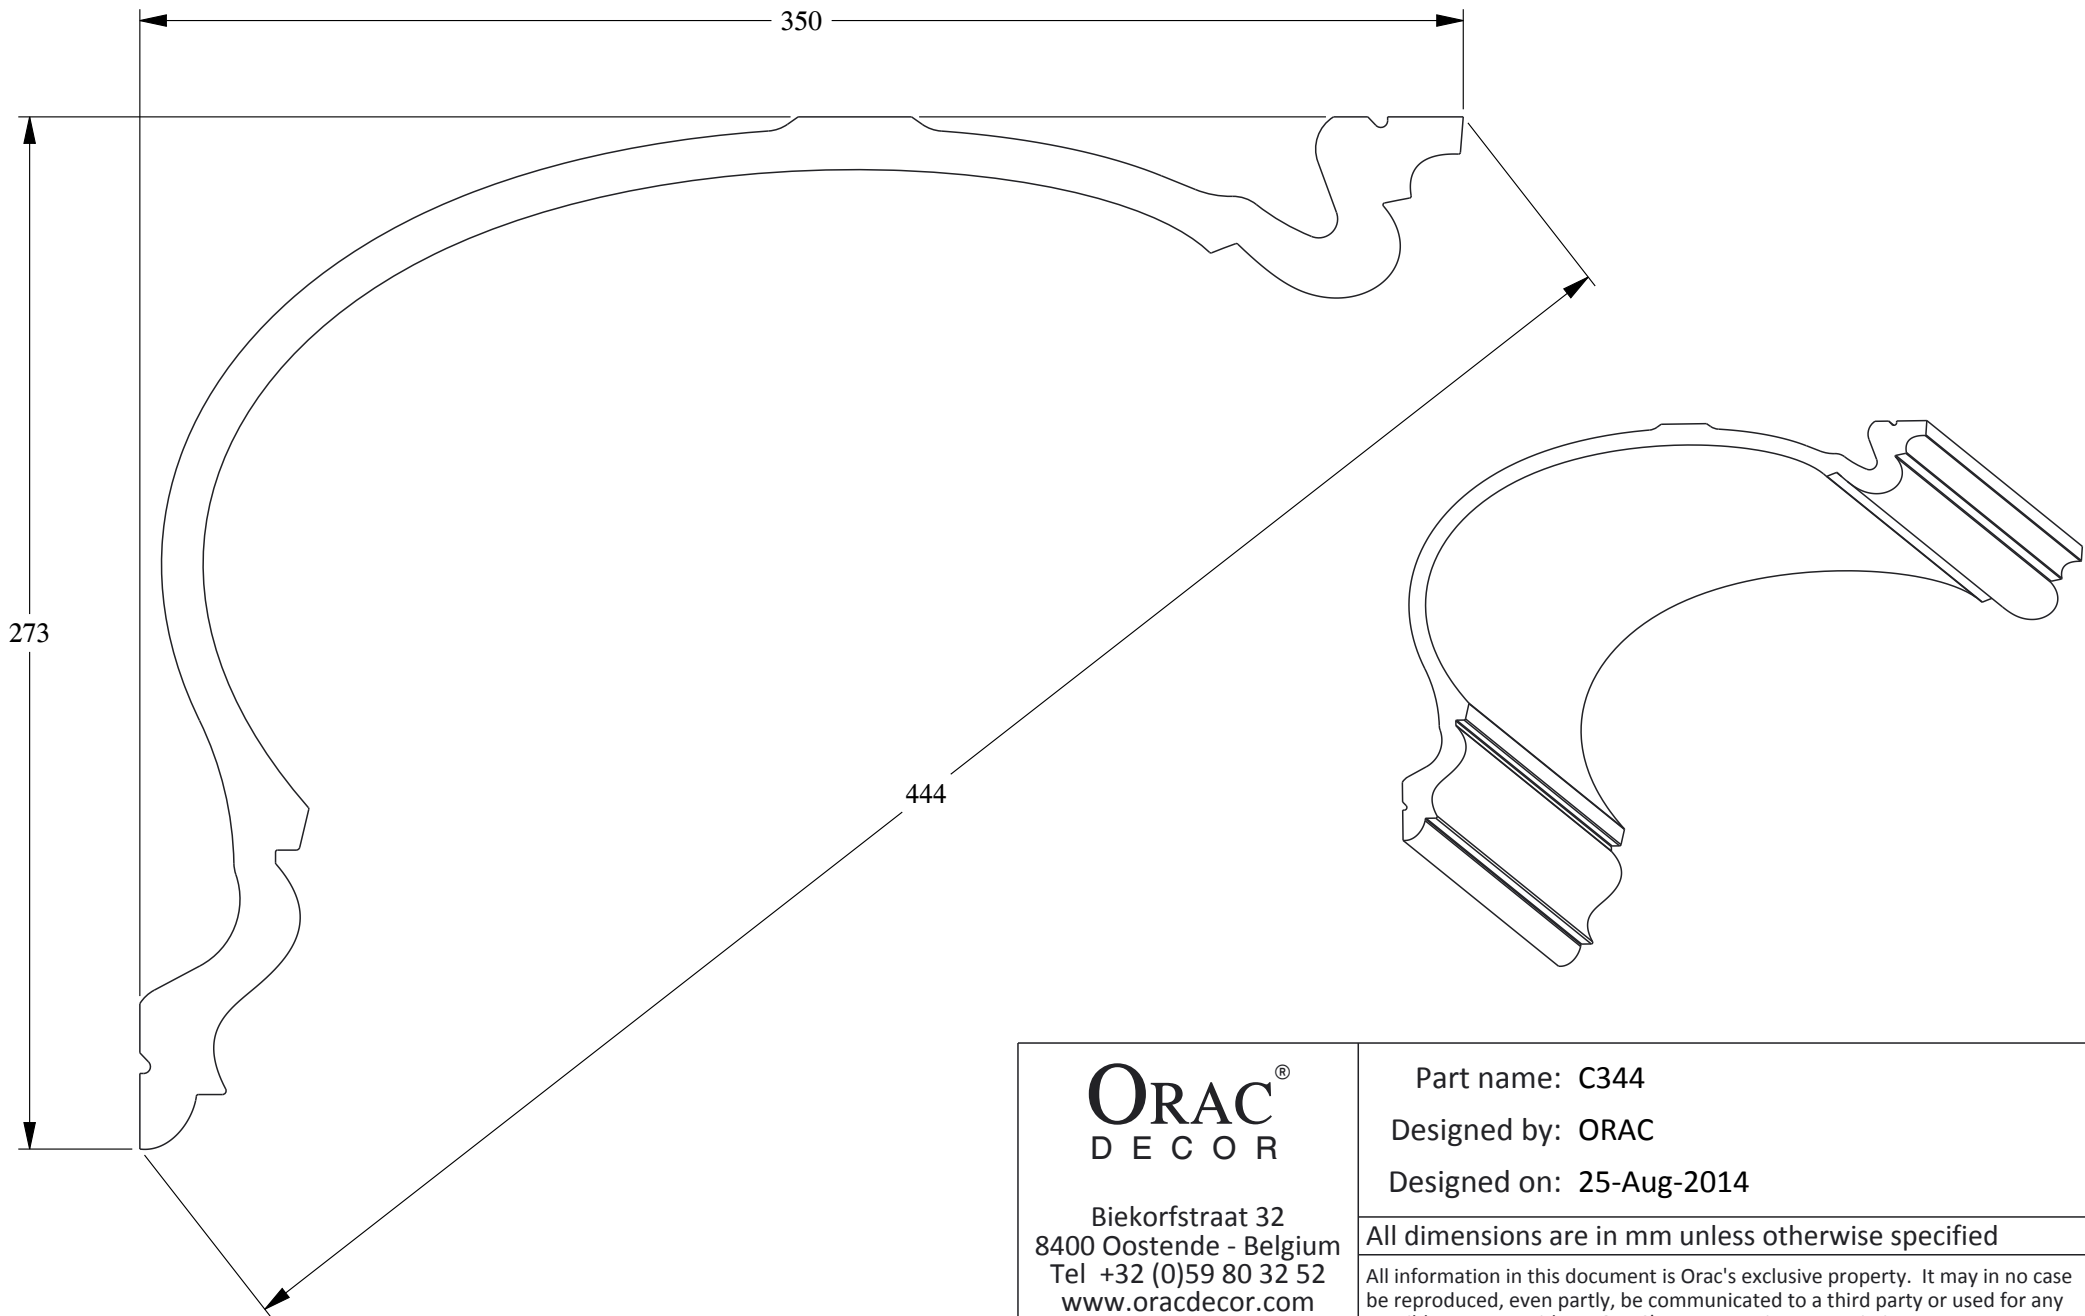 350
273
444
ORAC®
DECOR
Biekorfstraat 32
8400 Oostende - Belgium
Tel +32 (0)59 80 32 52
www.oracdecor.com
Part name: C344
Designed by: ORAC
Designed on: 25-Aug-2014
All dimensions are in mm unless otherwise specified
All information in this document is Orac's exclusive property. It may in no case
be reproduced, even partly, be communicated to a third party or used for any